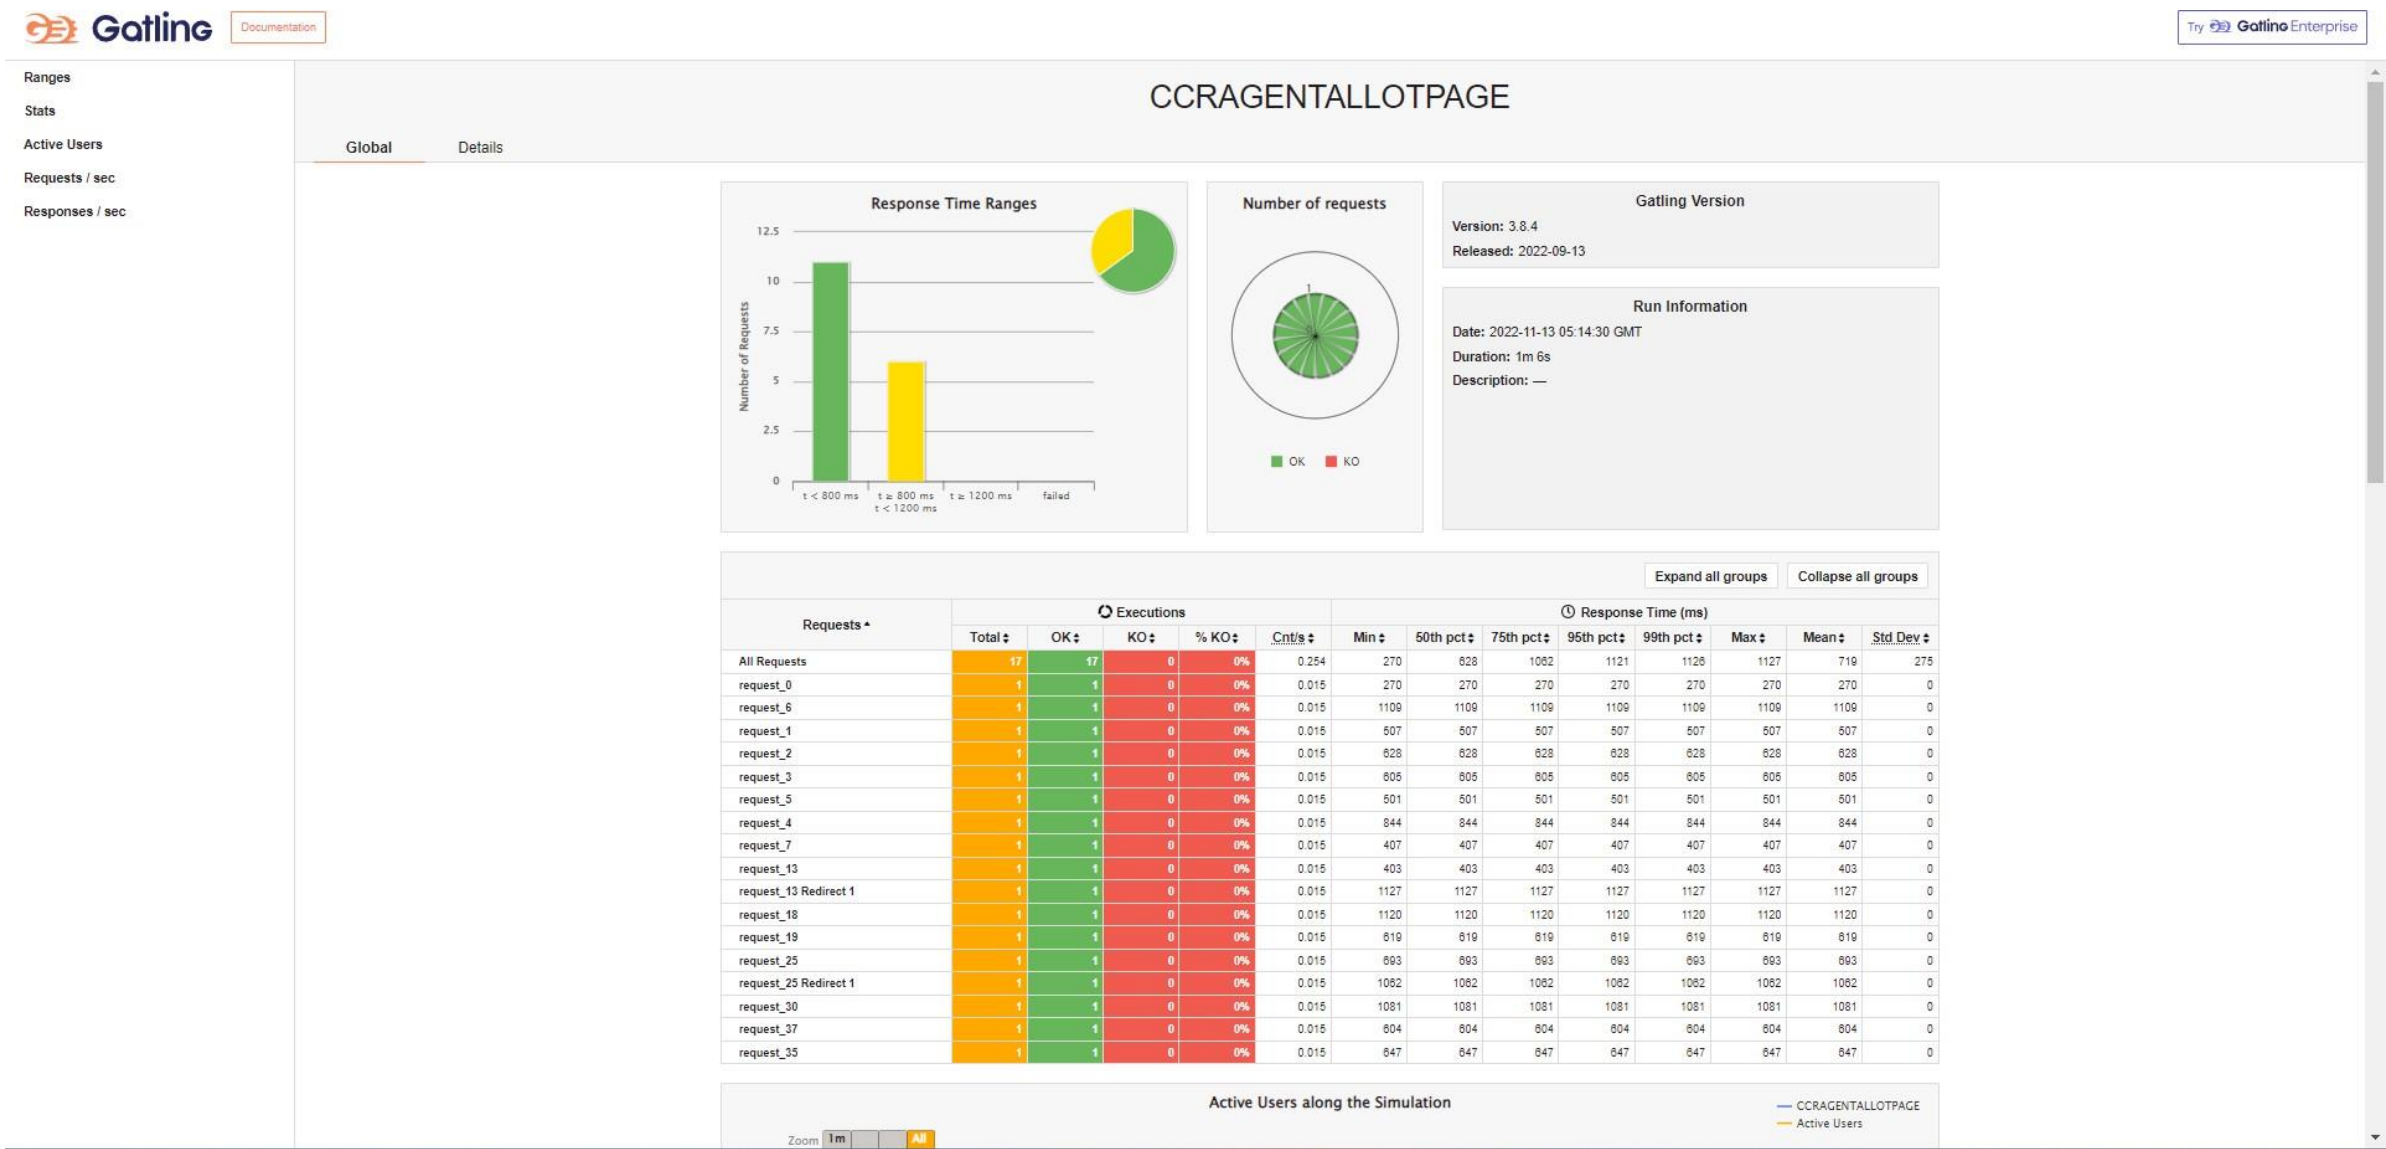 Gatling Documentation Try Gatling Enterprise
Ranges
Stats
Active Users
Requests / sec
Responses / sec
CCRAGENTALLOTPAGE
Global Details
Response Time Ranges
Number of Requests
12.5
10
7.5
5
2.5
0
t < 800 ms t ≥ 800 ms t ≥ 1200 ms failed
t < 1200 ms
Number of requests
1
0
OK KO
Gatling Version
Version: 3.8.4
Released: 2022-09-13
Run Information
Date: 2022-11-13 05:14:30 GMT
Duration: 1m 6s
Description: —
Expand all groups Collapse all groups
Requests Executions Response Time (ms)
Total OK KO % KO Cnt/s Min 50th pct 75th pct 95th pct 99th pct Max Mean Std Dev
All Requests 17 17 0 0% 0.254 270 628 1062 1121 1126 1127 719 275
request_0 1 1 0 0% 0.015 270 270 270 270 270 270 270 0
request_6 1 1 0 0% 0.015 1109 1109 1109 1109 1109 1109 1109 0
request_1 1 1 0 0% 0.015 507 507 507 507 507 507 507 0
request_2 1 1 0 0% 0.015 628 628 628 628 628 628 628 0
request_3 1 1 0 0% 0.015 605 605 605 605 605 605 605 0
request_5 1 1 0 0% 0.015 501 501 501 501 501 501 501 0
request_4 1 1 0 0% 0.015 844 844 844 844 844 844 844 0
request_7 1 1 0 0% 0.015 407 407 407 407 407 407 407 0
request_13 1 1 0 0% 0.015 403 403 403 403 403 403 403 0
request_13 Redirect 1 1 1 0 0% 0.015 1127 1127 1127 1127 1127 1127 1127 0
request_18 1 1 0 0% 0.015 1120 1120 1120 1120 1120 1120 1120 0
request_19 1 1 0 0% 0.015 619 619 619 619 619 619 619 0
request_25 1 1 0 0% 0.015 693 693 693 693 693 693 693 0
request_25 Redirect 1 1 1 0 0% 0.015 1062 1062 1062 1062 1062 1062 1062 0
request_30 1 1 0 0% 0.015 1081 1081 1081 1081 1081 1081 1081 0
request_37 1 1 0 0% 0.015 604 604 604 604 604 604 604 0
request_35 1 1 0 0% 0.015 647 647 647 647 647 647 647 0
Active Users along the Simulation
CCRAGENTALLOTPAGE
Active Users
Zoom 1m All